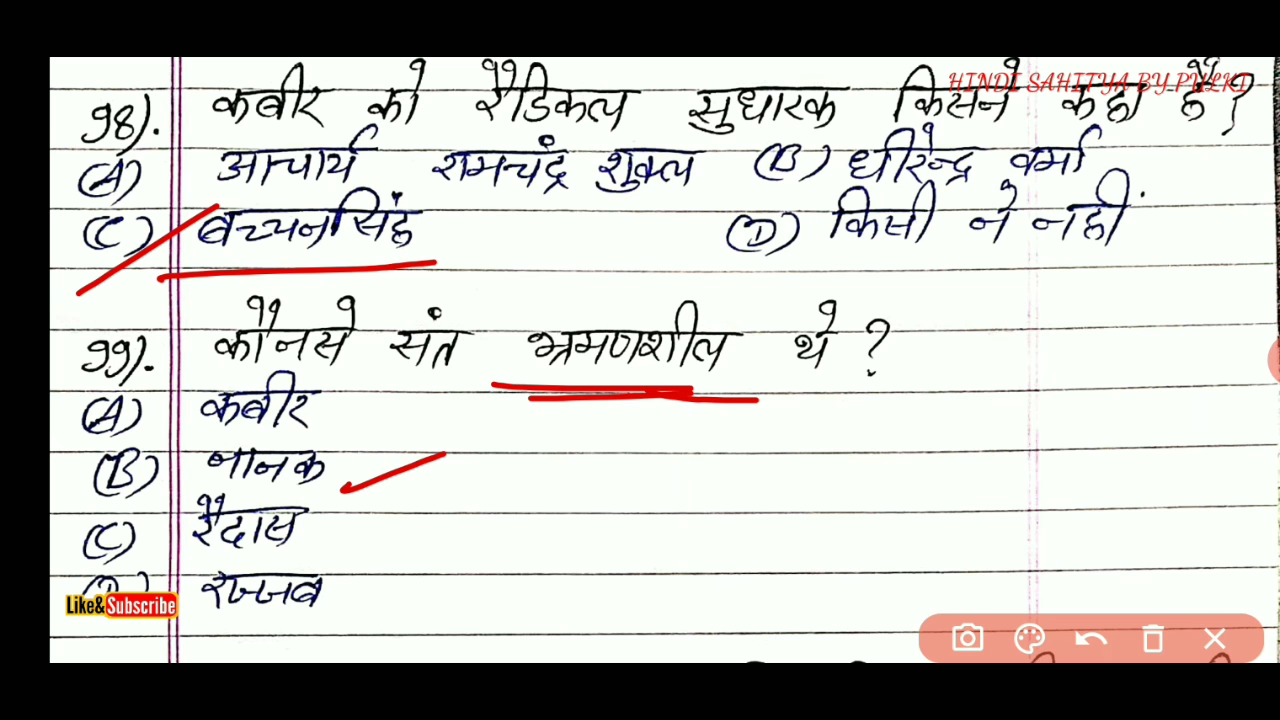 HINDI SAHITYA BY PULKI
98). कबीर को रैडिकल सुधारक किसने कहा है?
(A) आचार्य रामचंद्र शुक्ल (B) धीरेन्द्र वर्मा
(C) बच्चनसिंह (D) किसी ने नहीं
99). कौनसे संत भ्रमणशील थे?
(A) कबीर
(B) नानक
(C) रैदास
(D) रज्जब
Like& Subscribe